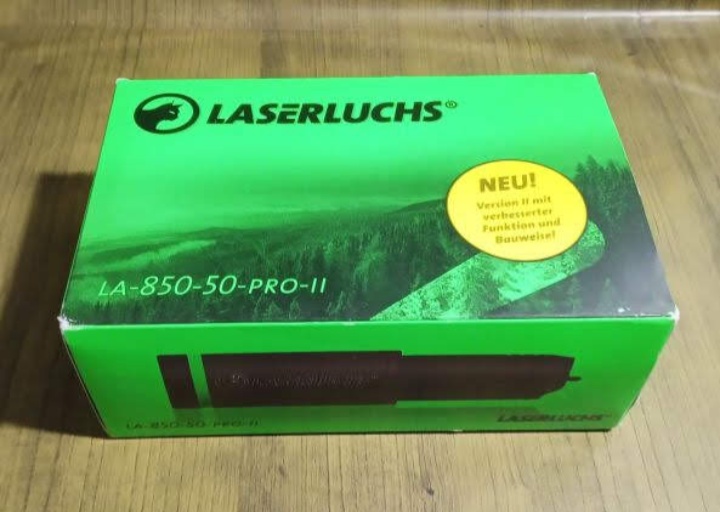 LASERLUCHS®
NEU!
Version II mit
verbesserter
Funktion und
Bauweise!
LA-850-50-PRO-II
LA-850-50-PRO-II
LASERLUCHS